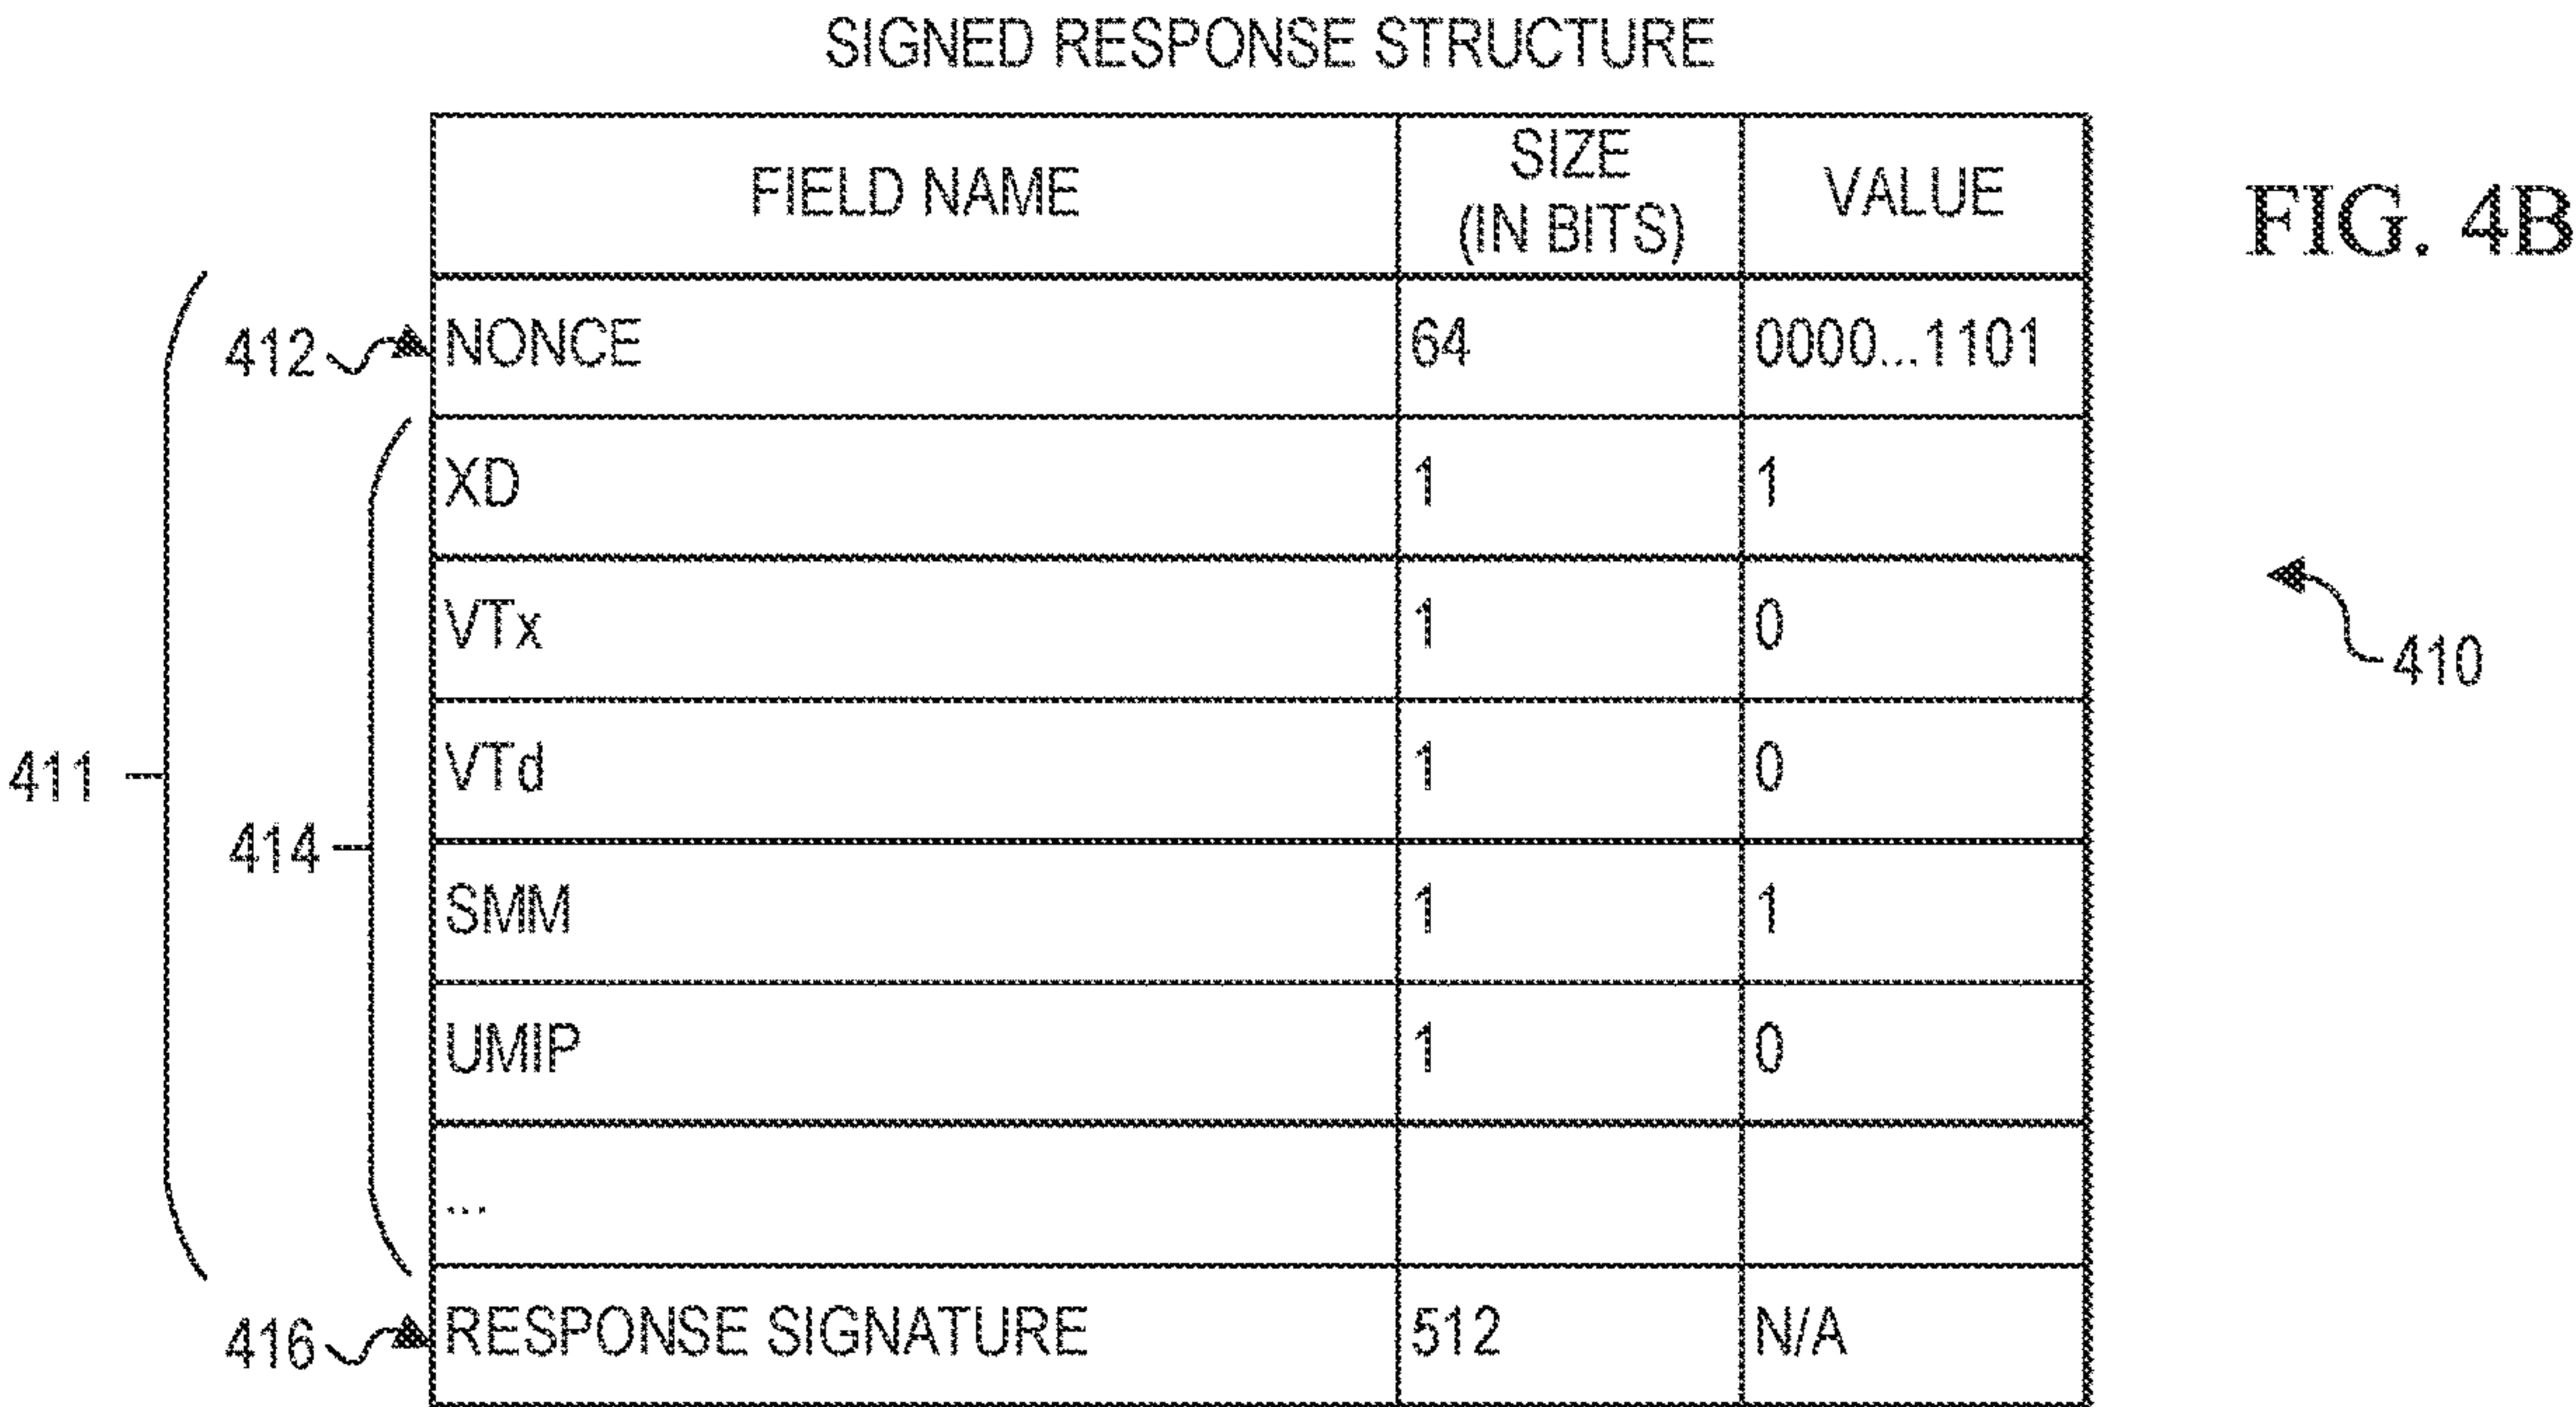 SIGNED RESPONSE STRUCTURE
FIELD NAME SIZE (IN BITS) VALUE
FIG. 4B
412 NONCE 64 0000...1101
XD 1 1
VTx 1 0
410
VTd 1 0
411
414
SMM 1 1
UMIP 1 0
...
416 RESPONSE SIGNATURE 512 N/A